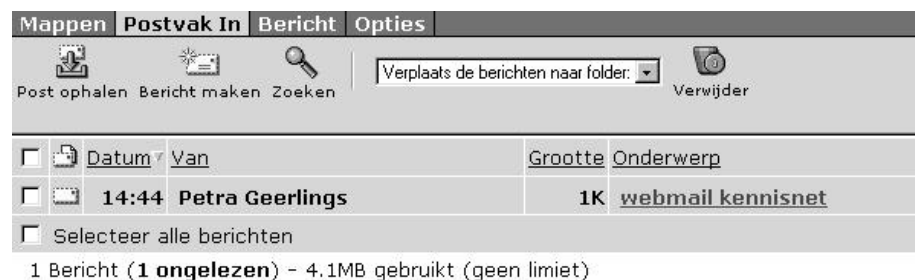 Mappen Postvak In Bericht Opties
Verplaats de berichten naar folder:
Post ophalen Bericht maken Zoeken Verwijder
Datum Van Grootte Onderwerp
14:44 Petra Geerlings 1K webmail kennisnet
Selecteer alle berichten
1 Bericht (1 ongelezen) - 4.1MB gebruikt (geen limiet)